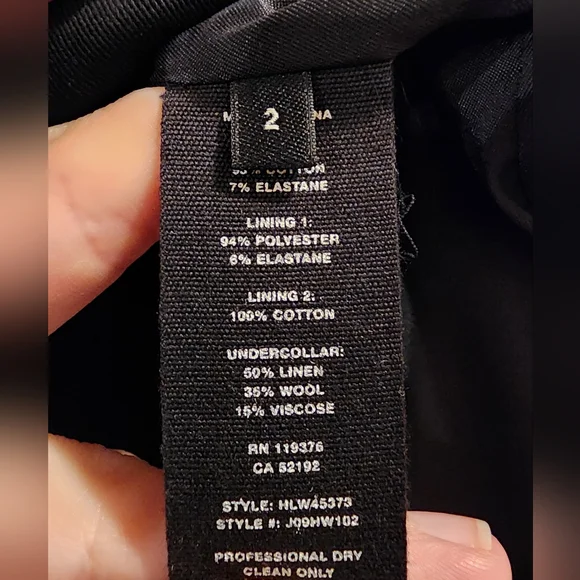 2
7% ELASTANE
LINING 1:
94% POLYESTER
6% ELASTANE
LINING 2:
100% COTTON
UNDERCOLLAR:
50% LINEN
35% WOOL
15% VISCOSE
RN 119376
CA 52192
STYLE: HLW45373
STYLE #: J09HW102
PROFESSIONAL DRY
CLEAN ONLY